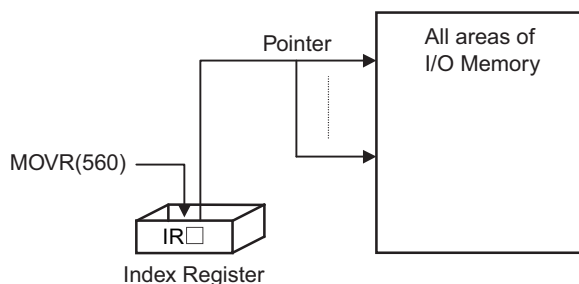 Pointer
All areas of
I/O Memory
MOVR(560)
IR□
Index Register